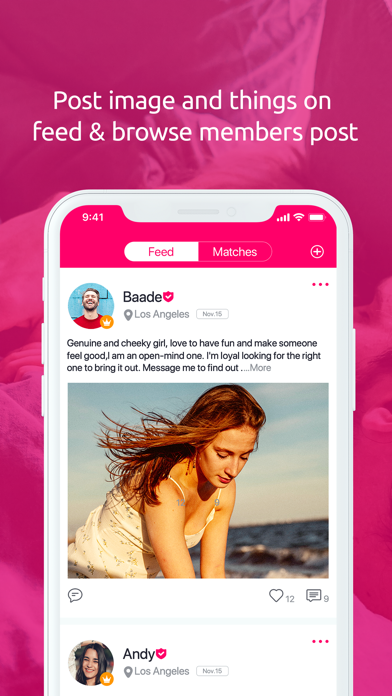 Post image and things on
feed & browse members post
9:41
Feed Matches
Baade
Los Angeles Nov.15
Genuine and cheeky girl, love to have fun and make someone
feel good,I am an open-mind one. I'm loyal looking for the right
one to bring it out. Message me to find out ....More
12 9
Andy
Los Angeles Nov.15